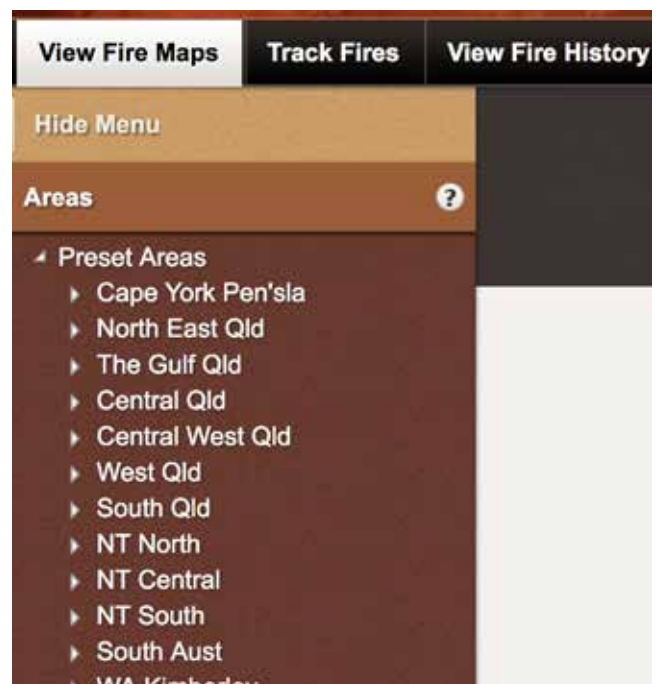 View Fire Maps Track Fires View Fire History
Hide Menu
Areas ?
Preset Areas
Cape York Pen'sla
North East Qld
The Gulf Qld
Central Qld
Central West Qld
West Qld
South Qld
NT North
NT Central
NT South
South Aust
WA Kimberley